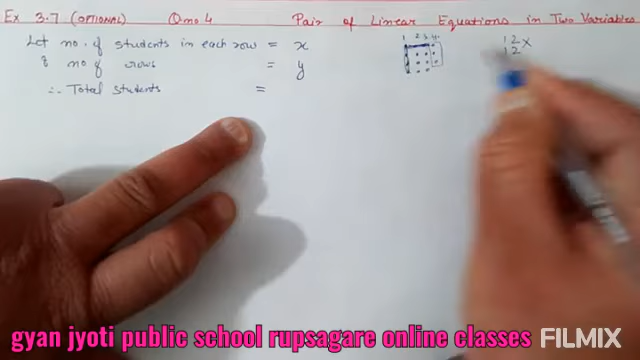 Ex 3.7 (OPTIONAL) Q.no 4 Pair of Linear Equations in Two Variables
Let no. of students in each row = x
& no of rows = y
∴ Total students =
1 2 3 4
12x
12
gyan jyoti public school rupsagare online classes
FILMIX